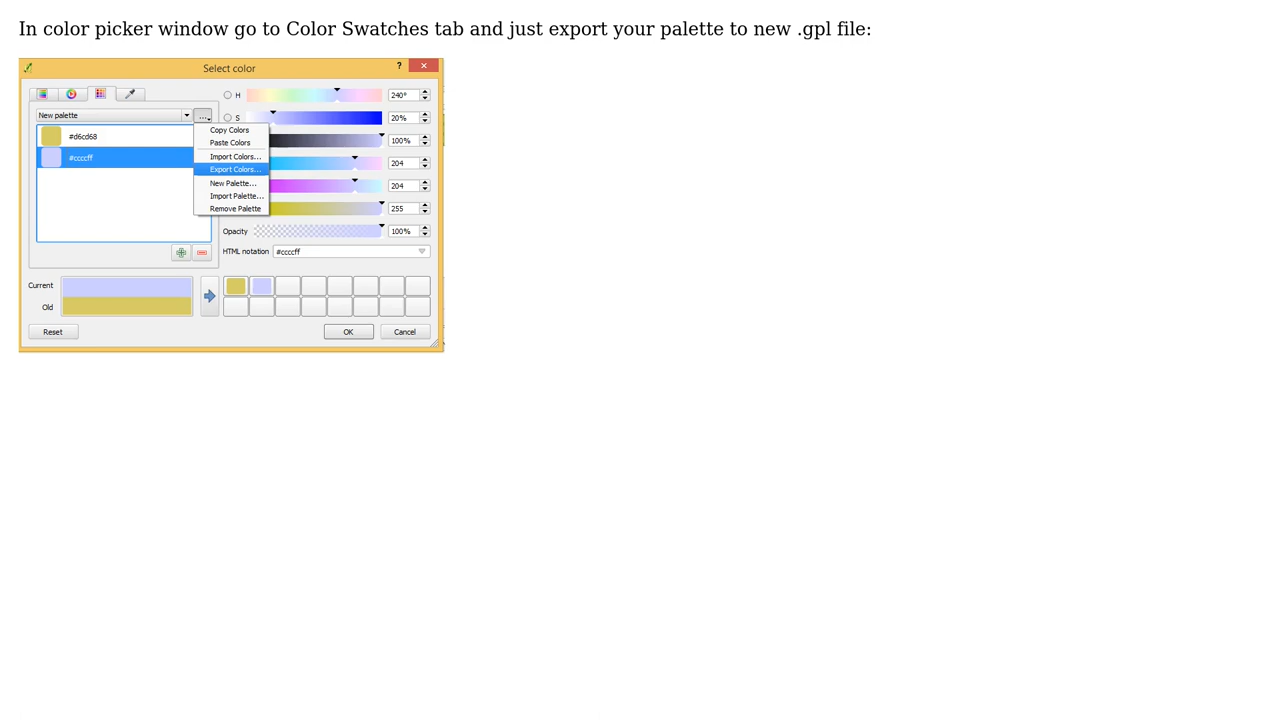 In color picker window go to Color Swatches tab and just export your palette to new .gpl file:
Select color
?
H
240°
New palette
...
S
20%
Copy Colors
#d6cd68
Paste Colors
100%
#ccccff
Import Colors...
204
Export Colors...
New Palette...
204
Import Palette...
Remove Palette
255
Opacity
100%
HTML notation
#ccccff
Current
Old
Reset
OK
Cancel